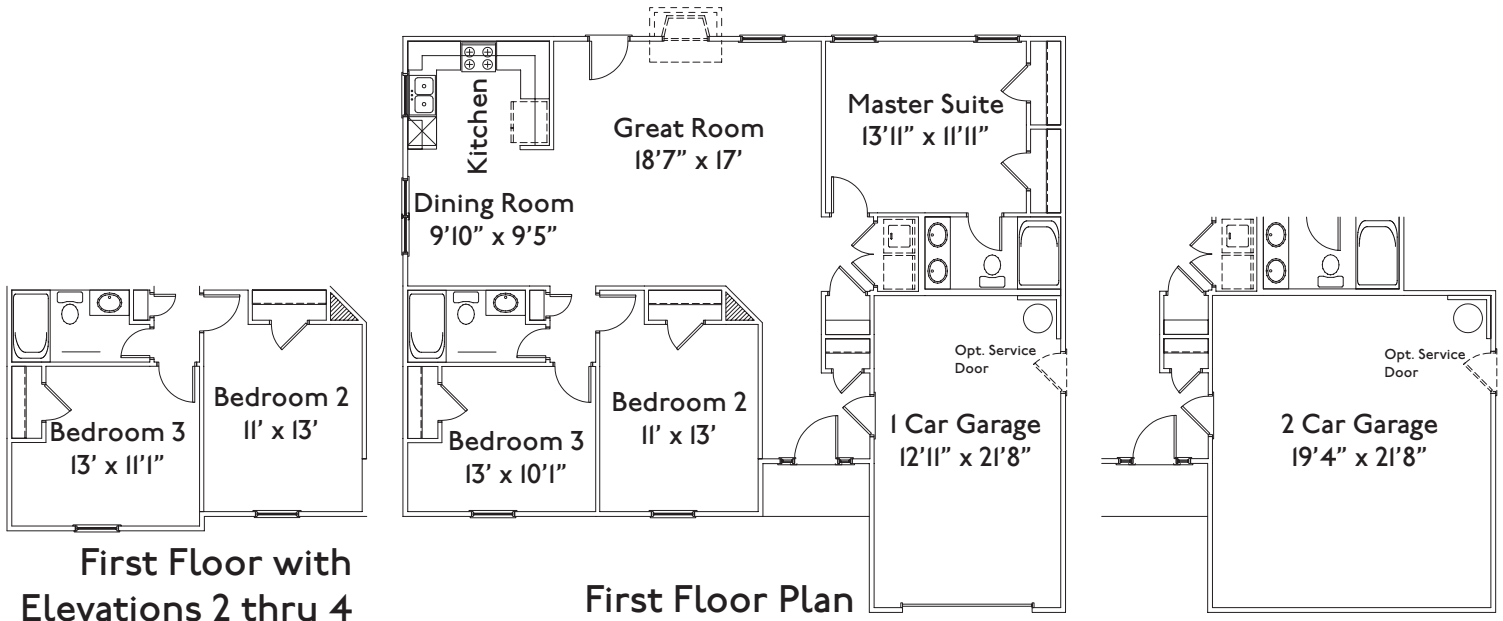 Kitchen
Great Room
18'7" x 17'
Master Suite
13'11" x 11'11"
Dining Room
9'10" x 9'5"
Bedroom 2
11' x 13'
Bedroom 3
13' x 11'1"
First Floor with
Elevations 2 thru 4
Bedroom 2
11' x 13'
Bedroom 3
13' x 10'1"
Opt. Service
Door
1 Car Garage
12'11" x 21'8"
First Floor Plan
Opt. Service
Door
2 Car Garage
19'4" x 21'8"